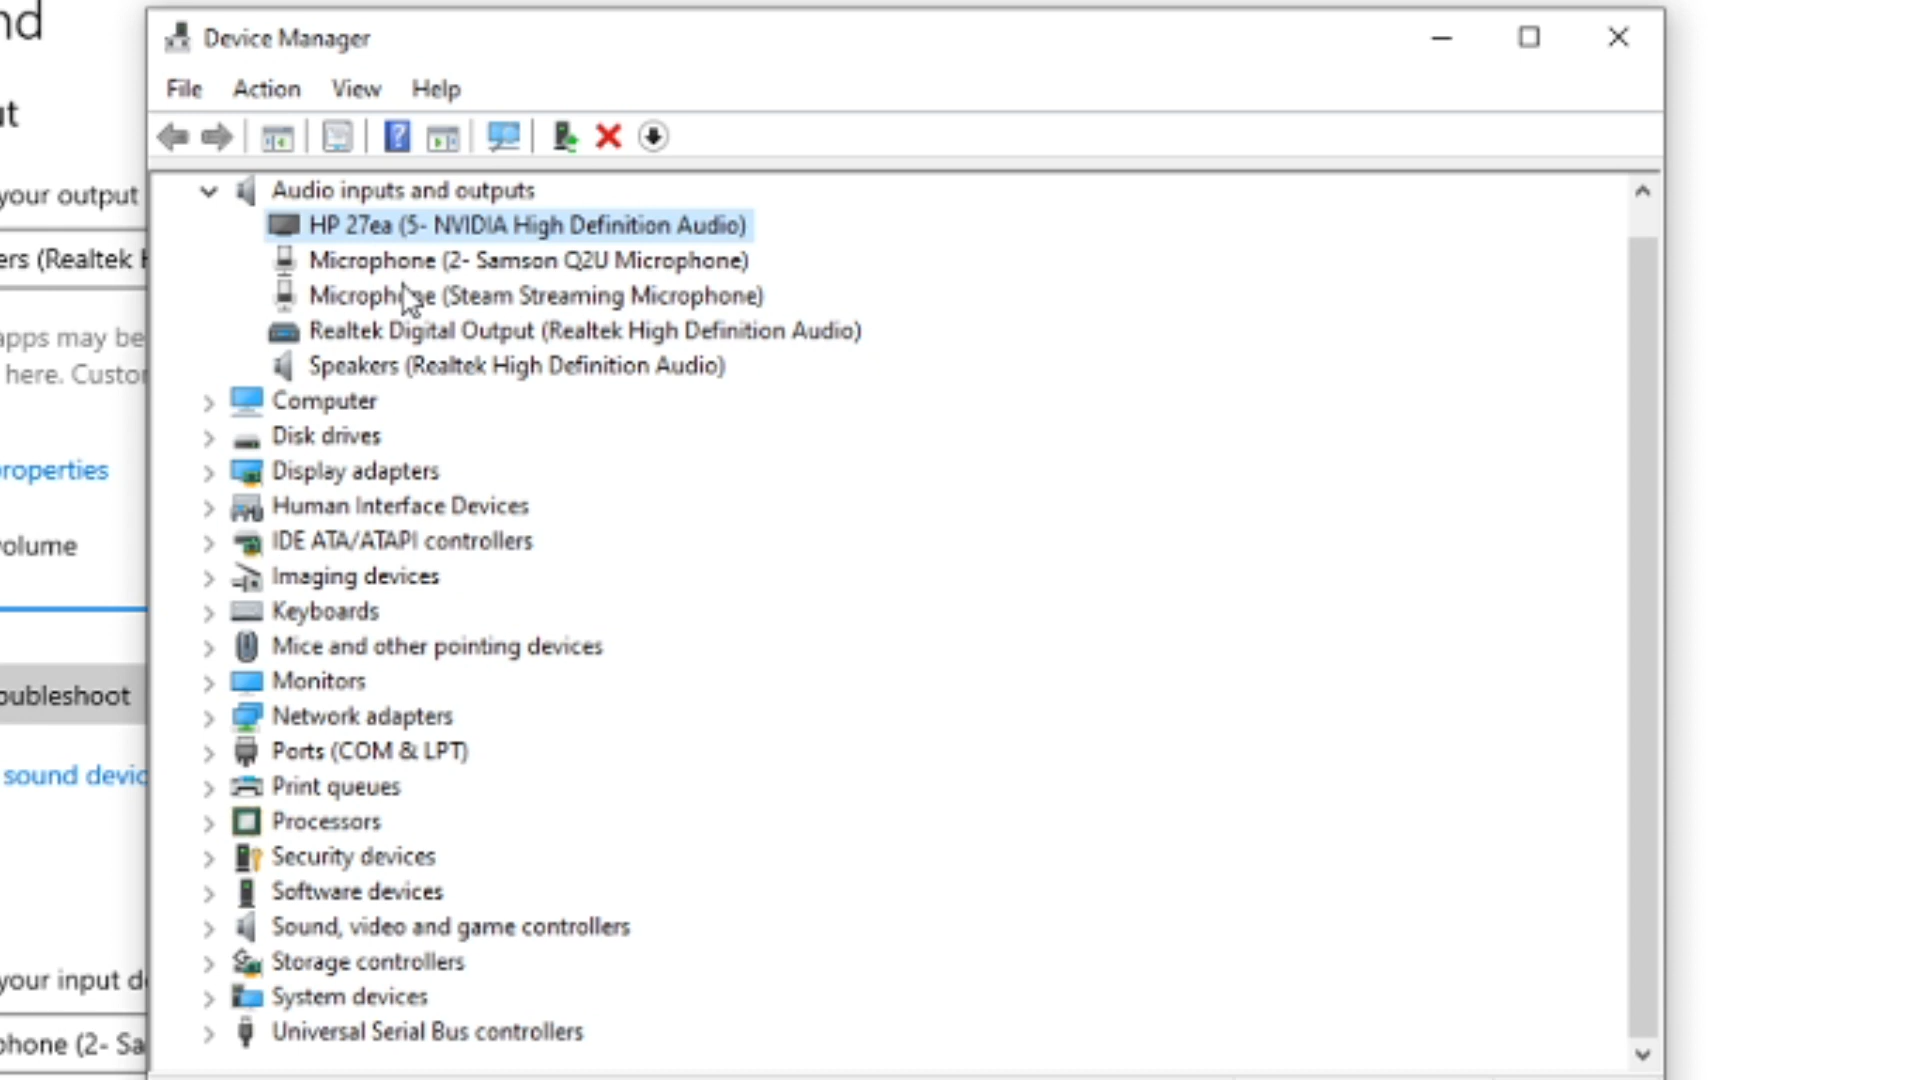 nd
Device Manager
File Action View Help
ut
your output
ers (Realtek
apps may be
here. Custo
roperties
olume
oubleshoot
sound devic
your input d
phone (2- Sa
Audio inputs and outputs
HP 27ea (5- NVIDIA High Definition Audio)
Microphone (2- Samson Q2U Microphone)
Microphone (Steam Streaming Microphone)
Realtek Digital Output (Realtek High Definition Audio)
Speakers (Realtek High Definition Audio)
Computer
Disk drives
Display adapters
Human Interface Devices
IDE ATA/ATAPI controllers
Imaging devices
Keyboards
Mice and other pointing devices
Monitors
Network adapters
Ports (COM & LPT)
Print queues
Processors
Security devices
Software devices
Sound, video and game controllers
Storage controllers
System devices
Universal Serial Bus controllers